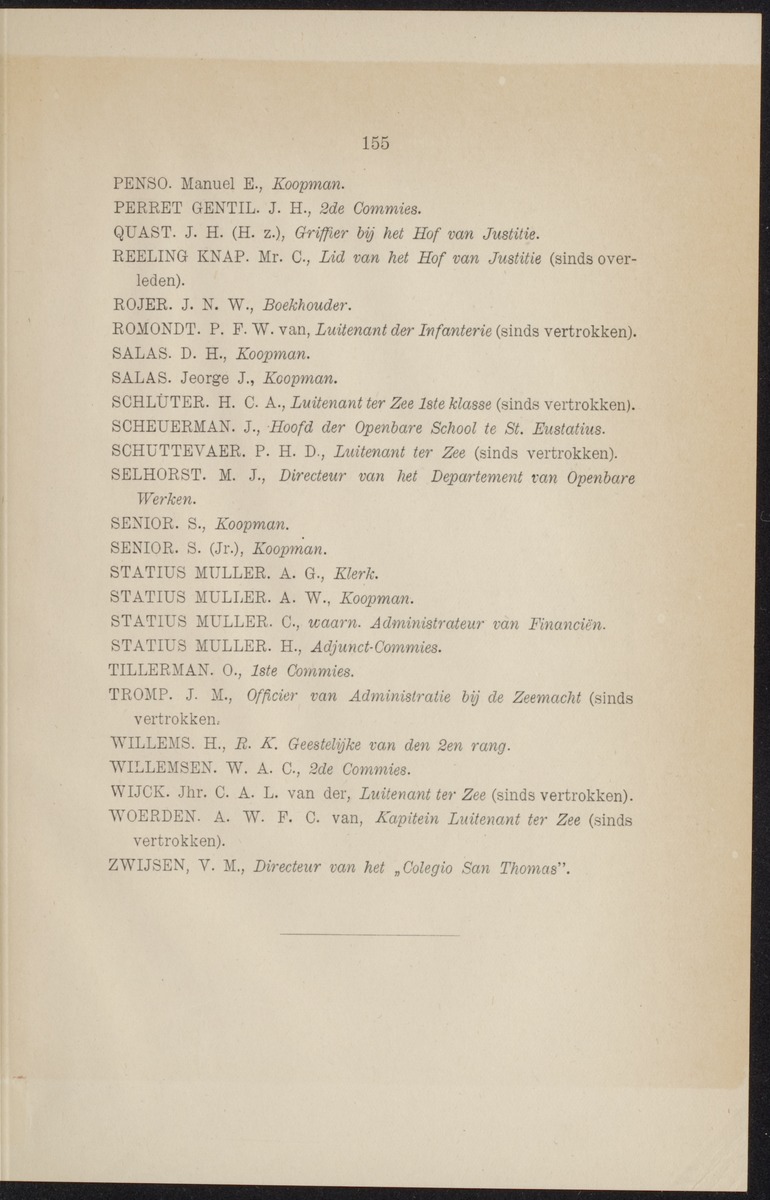 155
PENSO. Manuel E., Koopman.
PERRET GENTIL. J. H., 2de Commies.
QUAST. J. H. (H. z.), Griffier bij het Hof van Justitie.
REELING KNAP. Mr. C., Lid van het Hof van Justitie (sinds over-
leden).
ROJER. J. N. W., Boekhouder.
ROMONDT. P. F. W. van, Luitenant der Infanterie (sinds vertrokken).
SALAS. D. H., Koopman.
SALAS. Jeorge J., Koopman.
SCHLÜTER. H. C. A., Luitenant ter Zee 1ste klasse (sinds vertrokken).
SCHEUERMAN. J., Hoofd der Openbare School te St. Eustatius.
SCHUTTEVAER. P. H. D., Luitenant ter Zee (sinds vertrokken).
SELHORST. M. J., Directeur van het Departement van Openbare
Werken.
SENIOR. S., Koopman.
SENIOR. S. (Jr.), Koopman.
STATIUS MULLER. A. G., Klerk.
STATIUS MULLER. A. W., Koopman.
STATIUS MULLER. C., waarn. Administrateur van Financiën.
STATIUS MULLER. H., Adjunct-Commies.
TILLERMAN. O., 1ste Commies.
TROMP. J. M., Officier van Administratie bij de Zeemacht (sinds
vertrokken.
WILLEMS. H., R. K. Geestelijke van den 2en rang.
WILLEMSEN. W. A. C., 2de Commies.
WIJCK. Jhr. C. A. L. van der, Luitenant ter Zee (sinds vertrokken).
WOERDEN. A. W. F. C. van, Kapitein Luitenant ter Zee (sinds
vertrokken).
ZWIJSEN, V. M., Directeur van het „Colegio San Thomas”.